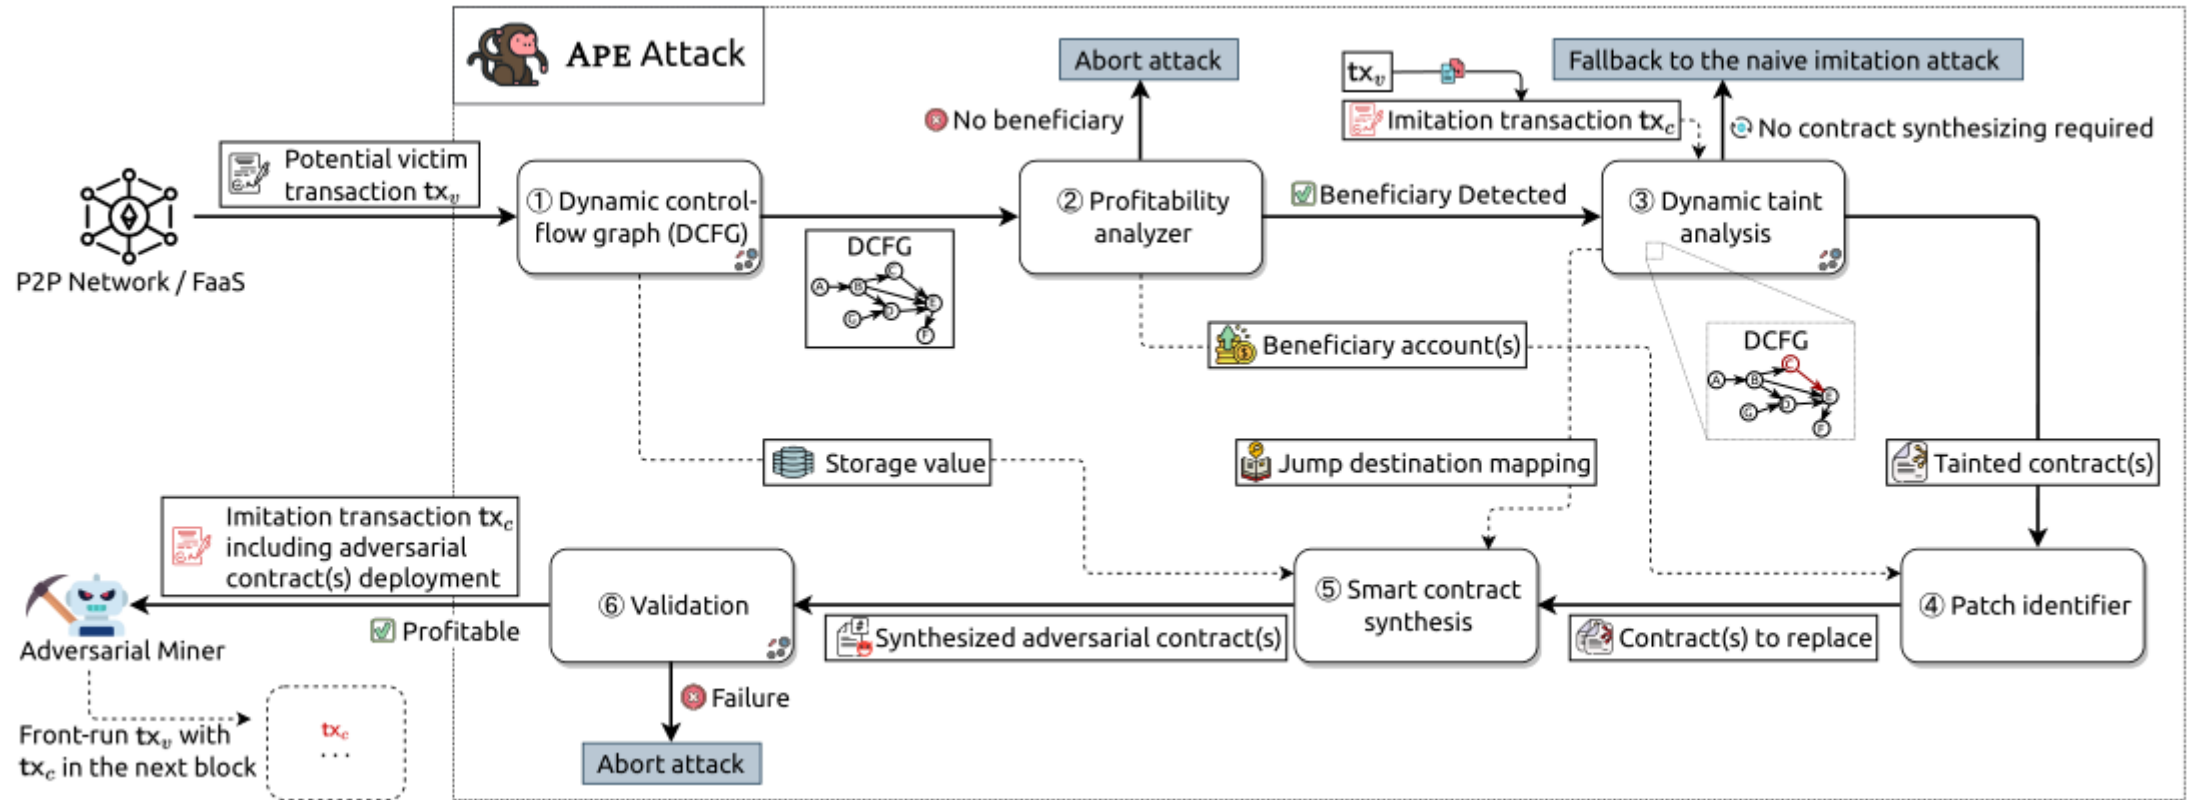 APE Attack
Abort attack
No beneficiary
tx_v
Imitation transaction tx_c
Fallback to the naive imitation attack
No contract synthesizing required
Potential victim
transaction tx_v
P2P Network / FaaS
① Dynamic control-
flow graph (DCFG)
DCFG
A
B
C
D
E
F
G
② Profitability
analyzer
Beneficiary Detected
③ Dynamic taint
analysis
Beneficiary account(s)
DCFG
A
B
C
D
E
F
G
Storage value
Jump destination mapping
Tainted contract(s)
Imitation transaction tx_c
including adversarial
contract(s) deployment
Adversarial Miner
Profitable
⑥ Validation
Synthesized adversarial contract(s)
⑤ Smart contract
synthesis
Contract(s) to replace
④ Patch identifier
Failure
Abort attack
Front-run tx_v with
tx_c in the next block
tx_c
...